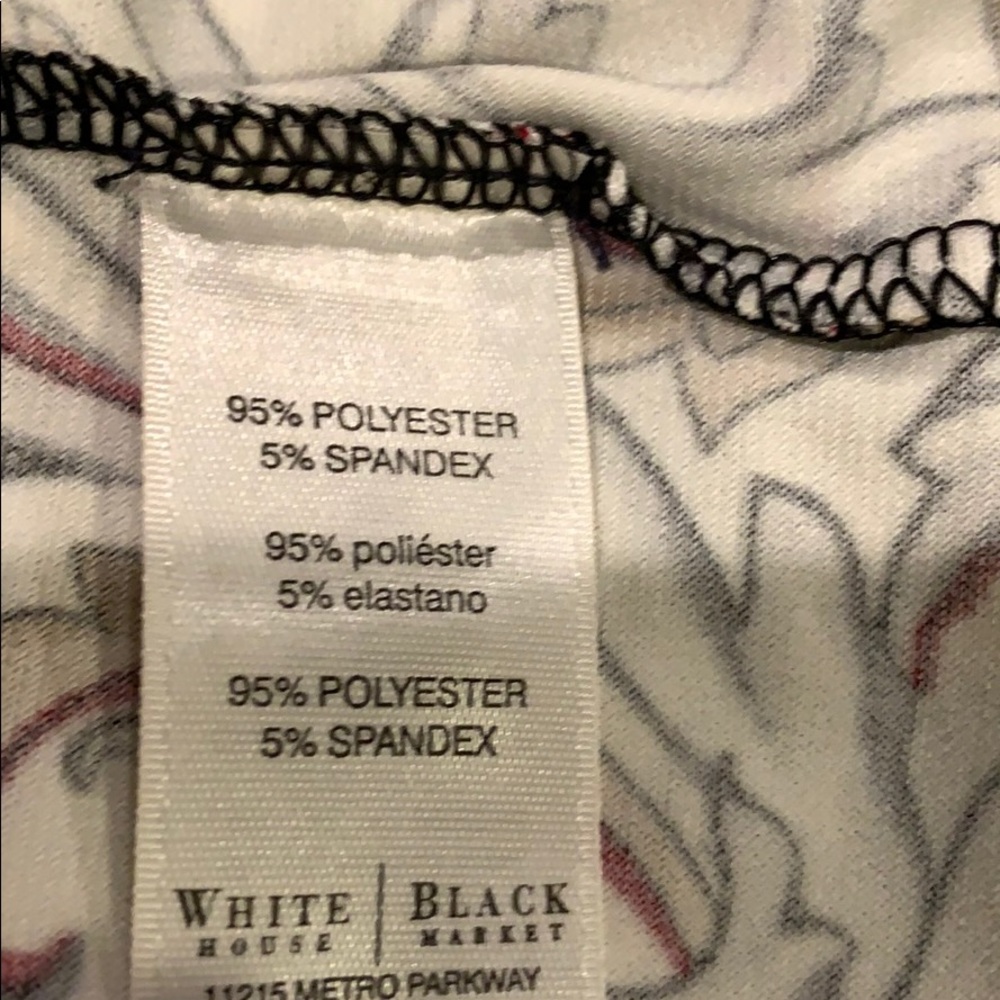 95% POLYESTER
5% SPANDEX
95% poliéster
5% elastano
95% POLYESTER
5% SPANDEX
WHITE | BLACK
HOUSE MARKET
11215 METRO PARKWAY